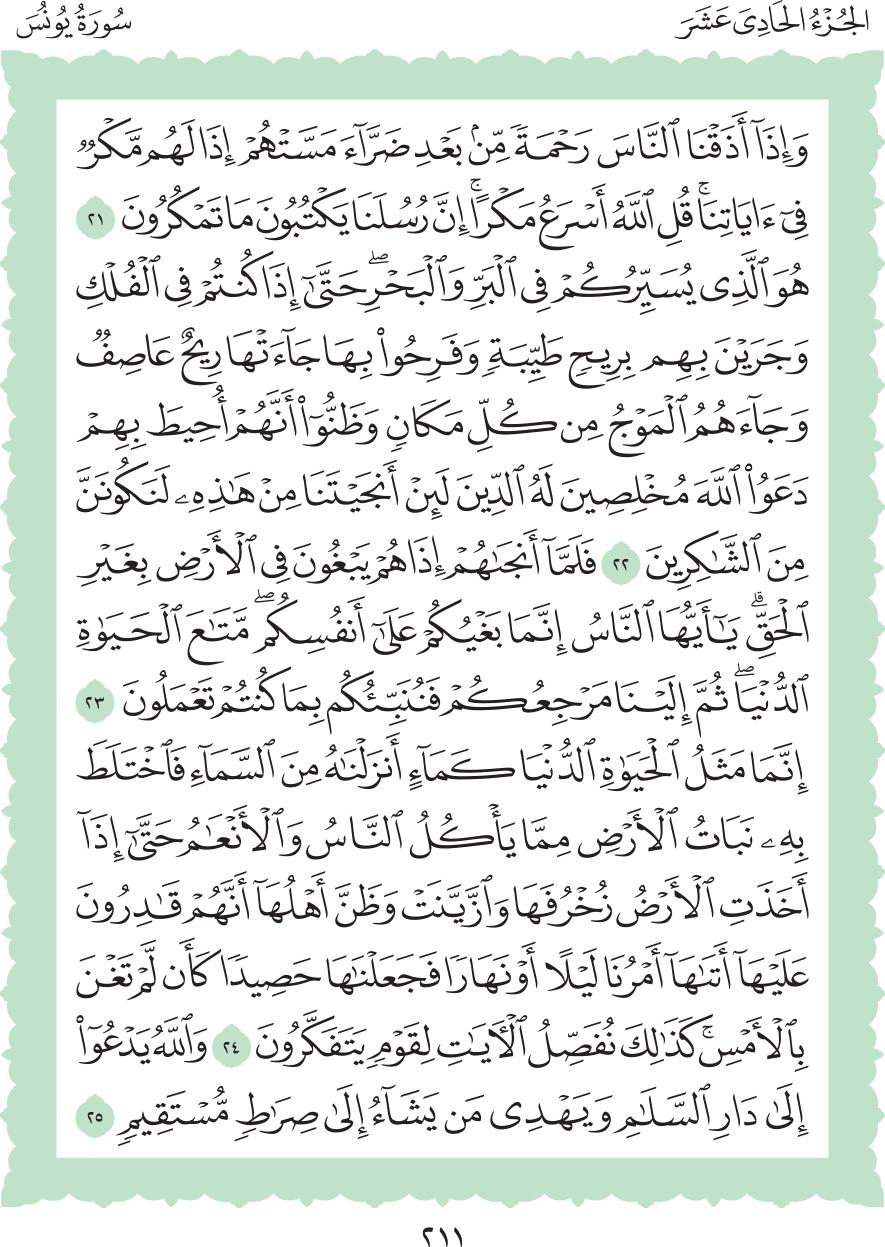 الجُزْءُ الحَادِيَ عَشَرَ
سُورَةُ يُونُسَ
وَإِذَآ أَذَقْنَا ٱلنَّاسَ رَحْمَةً مِّنۢ بَعْدِ ضَرَّآءَ مَسَّتْهُمْ إِذَا لَهُم مَّكْرٌ
فِىٓ ءَايَاتِنَاۚ قُلِ ٱللَّهُ أَسْرَعُ مَكْرًاۚ إِنَّ رُسُلَنَا يَكْتُبُونَ مَا تَمْكُرُونَ ٢١
هُوَ ٱلَّذِى يُسَيِّرُكُمْ فِى ٱلْبَرِّ وَٱلْبَحْرِۖ حَتَّىٰٓ إِذَا كُنتُمْ فِى ٱلْفُلْكِ
وَجَرَيْنَ بِهِم بِرِيحٍ طَيِّبَةٍ وَفَرِحُوا۟ بِهَا جَآءَتْهَا رِيحٌ عَاصِفٌ
وَجَآءَهُمُ ٱلْمَوْجُ مِن كُلِّ مَكَانٍ وَظَنُّوٓا۟ أَنَّهُمْ أُحِيطَ بِهِمْ
دَعَوُا۟ ٱللَّهَ مُخْلِصِينَ لَهُ ٱلدِّينَ لَئِنْ أَنجَيْتَنَا مِنْ هَٰذِهِۦ لَنَكُونَنَّ
مِنَ ٱلشَّٰكِرِينَ ٢٢ فَلَمَّآ أَنجَىٰهُمْ إِذَا هُمْ يَبْغُونَ فِى ٱلْأَرْضِ بِغَيْرِ
ٱلْحَقِّۗ يَٰٓأَيُّهَا ٱلنَّاسُ إِنَّمَا بَغْيُكُمْ عَلَىٰٓ أَنفُسِكُمۖ مَّتَٰعَ ٱلْحَيَوٰةِ
ٱلدُّنْيَاۖ ثُمَّ إِلَيْنَا مَرْجِعُكُمْ فَنُنَبِّئُكُم بِمَا كُنتُمْ تَعْمَلُونَ ٢٣
إِنَّمَا مَثَلُ ٱلْحَيَوٰةِ ٱلدُّنْيَا كَمَآءٍ أَنزَلْنَٰهُ مِنَ ٱلسَّمَآءِ فَٱخْتَلَطَ
بِهِۦ نَبَاتُ ٱلْأَرْضِ مِمَّا يَأْكُلُ ٱلنَّاسُ وَٱلْأَنْعَٰمُ حَتَّىٰٓ إِذَآ
أَخَذَتِ ٱلْأَرْضُ زُخْرُفَهَا وَٱزَّيَّنَتْ وَظَنَّ أَهْلُهَآ أَنَّهُمْ قَٰدِرُونَ
عَلَيْهَآ أَتَىٰهَآ أَمْرُنَا لَيْلًا أَوْ نَهَارًا فَجَعَلْنَٰهَا حَصِيدًا كَأَن لَّمْ تَغْنَ
بِٱلْأَمْسِۚ كَذَٰلِكَ نُفَصِّلُ ٱلْءَايَٰتِ لِقَوْمٍ يَتَفَكَّرُونَ ٢٤ وَٱللَّهُ يَدْعُوٓا۟
إِلَىٰ دَارِ ٱلسَّلَٰمِ وَيَهْدِى مَن يَشَآءُ إِلَىٰ صِرَٰطٍ مُّسْتَقِيمٍ ٢٥
٢١١